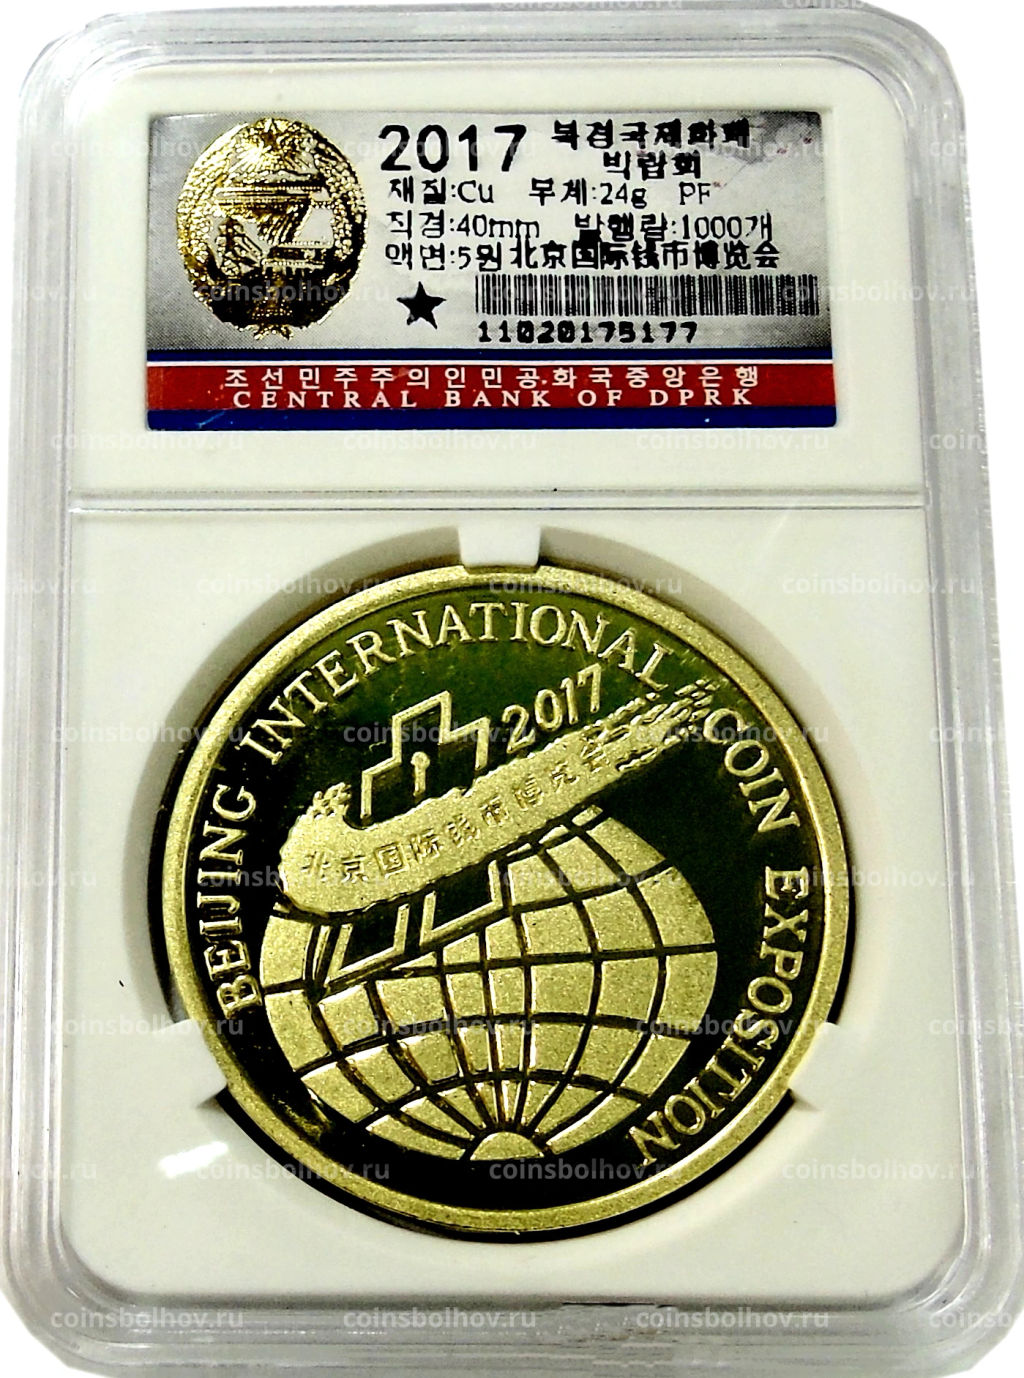 2017 북경국제화폐
박람회
재질:Cu 무게:24g PF
직경:40mm 발행량:1000개
액면:5원 北京国际钱币博览会
11020175177
조선민주주의인민공화국중앙은행
CENTRAL BANK OF DPRK
BEIJING INTERNATIONAL COIN EXPOSITION
2017
北京国际钱币博览会
coinsbolhov.ru